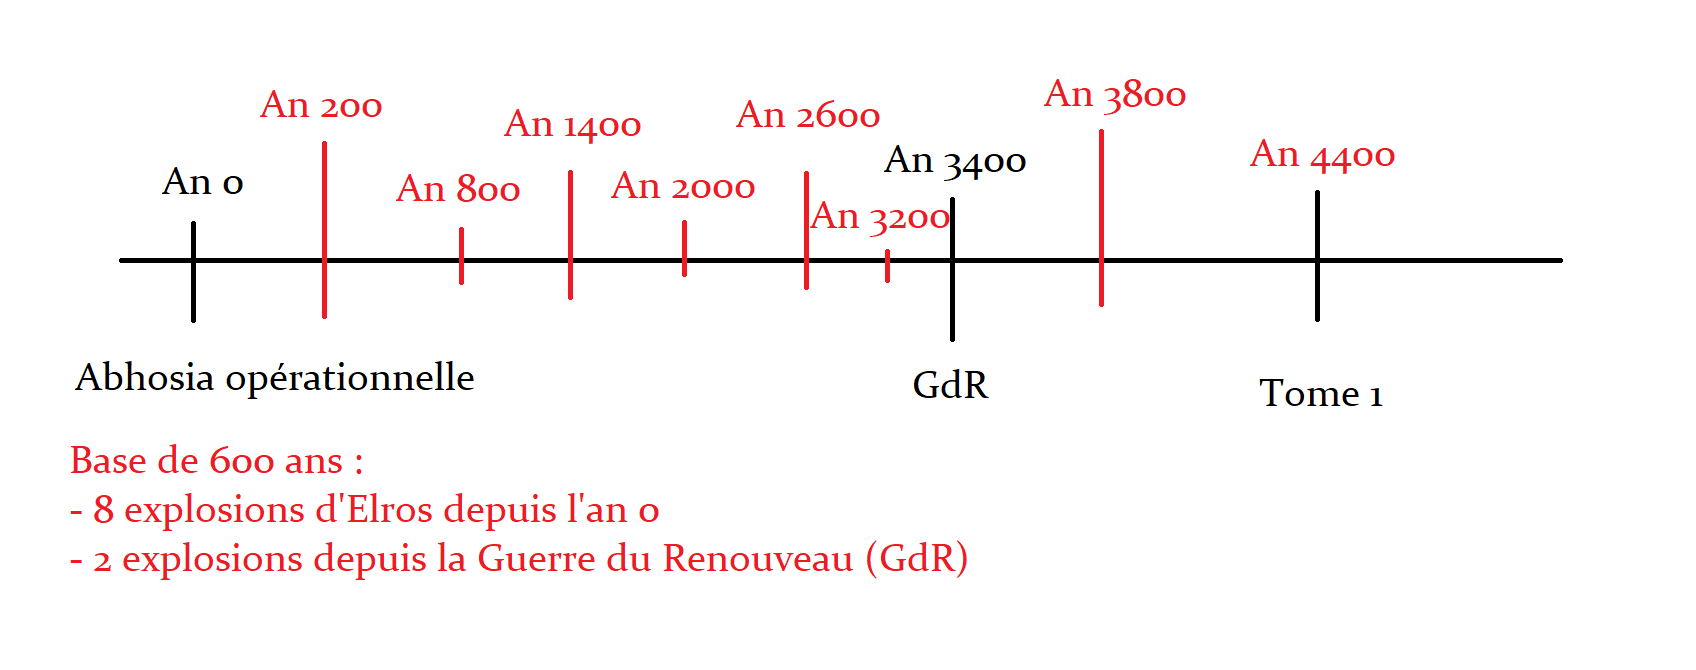 An 0
An 200
An 800
An 1400
An 2000
An 2600
An 3200
An 3400
An 3800
An 4400
Abhosia opérationnelle
GdR
Tome 1
Base de 600 ans :
- 8 explosions d'Elros depuis l'an 0
- 2 explosions depuis la Guerre du Renouveau (GdR)